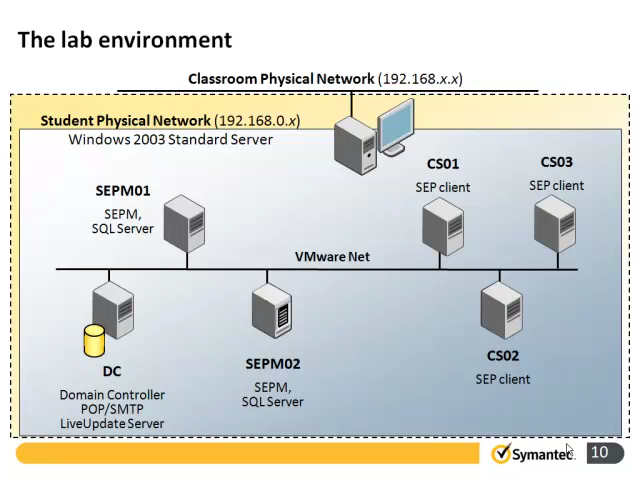 The lab environment
Classroom Physical Network (192.168.x.x)
Student Physical Network (192.168.0.x)
Windows 2003 Standard Server
CS01
SEP client
CS03
SEP client
SEPM01
SEPM,
SQL Server
VMware Net
DC
Domain Controller
POP/SMTP
LiveUpdate Server
SEPM02
SEPM,
SQL Server
CS02
SEP client
Symantec.
10